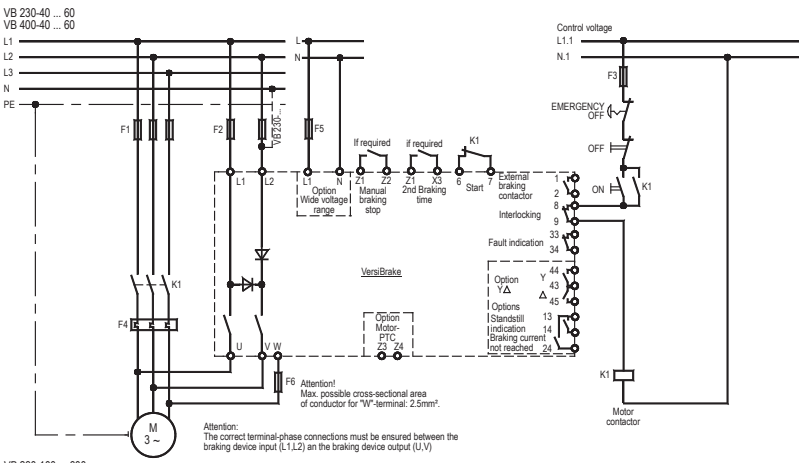 VB 230-40 ... 60
VB 400-40 ... 60
L1
L2
L3
N
PE
L
N
Control voltage
L1.1
N.1
F1
F2
VB 230-...
F5
F3
EMERGENCY
OFF
OFF
ON
K1
If required
if required
K1
L1
L2
L1
N
Z1
Z2
Z1
X3
6
7
Option
Wide voltage
range
Manual
braking
stop
2nd Braking
time
Start
External
braking
contactor
1
2
Interlocking
8
9
33
Fault indication
34
VersiBrake
Option
Y△
Y
△
44
43
45
Options
Standstill
indication
Braking current
not reached
13
14
24
K1
F4
Option
Motor-
PTC
Z3
Z4
U
V
W
F6
Attention!
Max. possible cross-sectional area
of conductor for "W"-terminal: 2.5mm².
K1
Motor
contactor
M
3 ~
Attention:
The correct terminal-phase connections must be ensured between the
braking device input (L1,L2) an the braking device output (U,V)